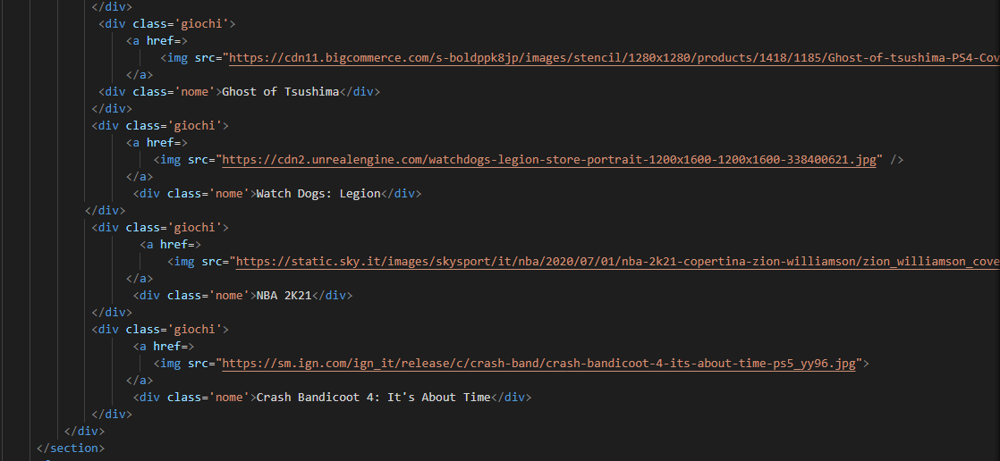 </div>
<div class='giochi'>
<a href=>
<img src="https://cdn11.bigcommerce.com/s-boldppk8jp/images/stencil/1280x1280/products/1418/1185/Ghost-of-tsushima-PS4-Cov
</a>
<div class='nome'>Ghost of Tsushima</div>
</div>
<div class='giochi'>
<a href=>
<img src="https://cdn2.unrealengine.com/watchdogs-legion-store-portrait-1200x1600-1200x1600-338400621.jpg" />
</a>
<div class='nome'>Watch Dogs: Legion</div>
</div>
<div class='giochi'>
<a href=>
<img src="https://static.sky.it/images/skysport/it/nba/2020/07/01/nba-2k21-copertina-zion-williamson/zion_williamson_cove
</a>
<div class='nome'>NBA 2K21</div>
</div>
<div class='giochi'>
<a href=>
<img src="https://sm.ign.com/ign_it/release/c/crash-band/crash-bandicoot-4-its-about-time-ps5_yy96.jpg">
</a>
<div class='nome'>Crash Bandicoot 4: It's About Time</div>
</div>
</div>
</section>